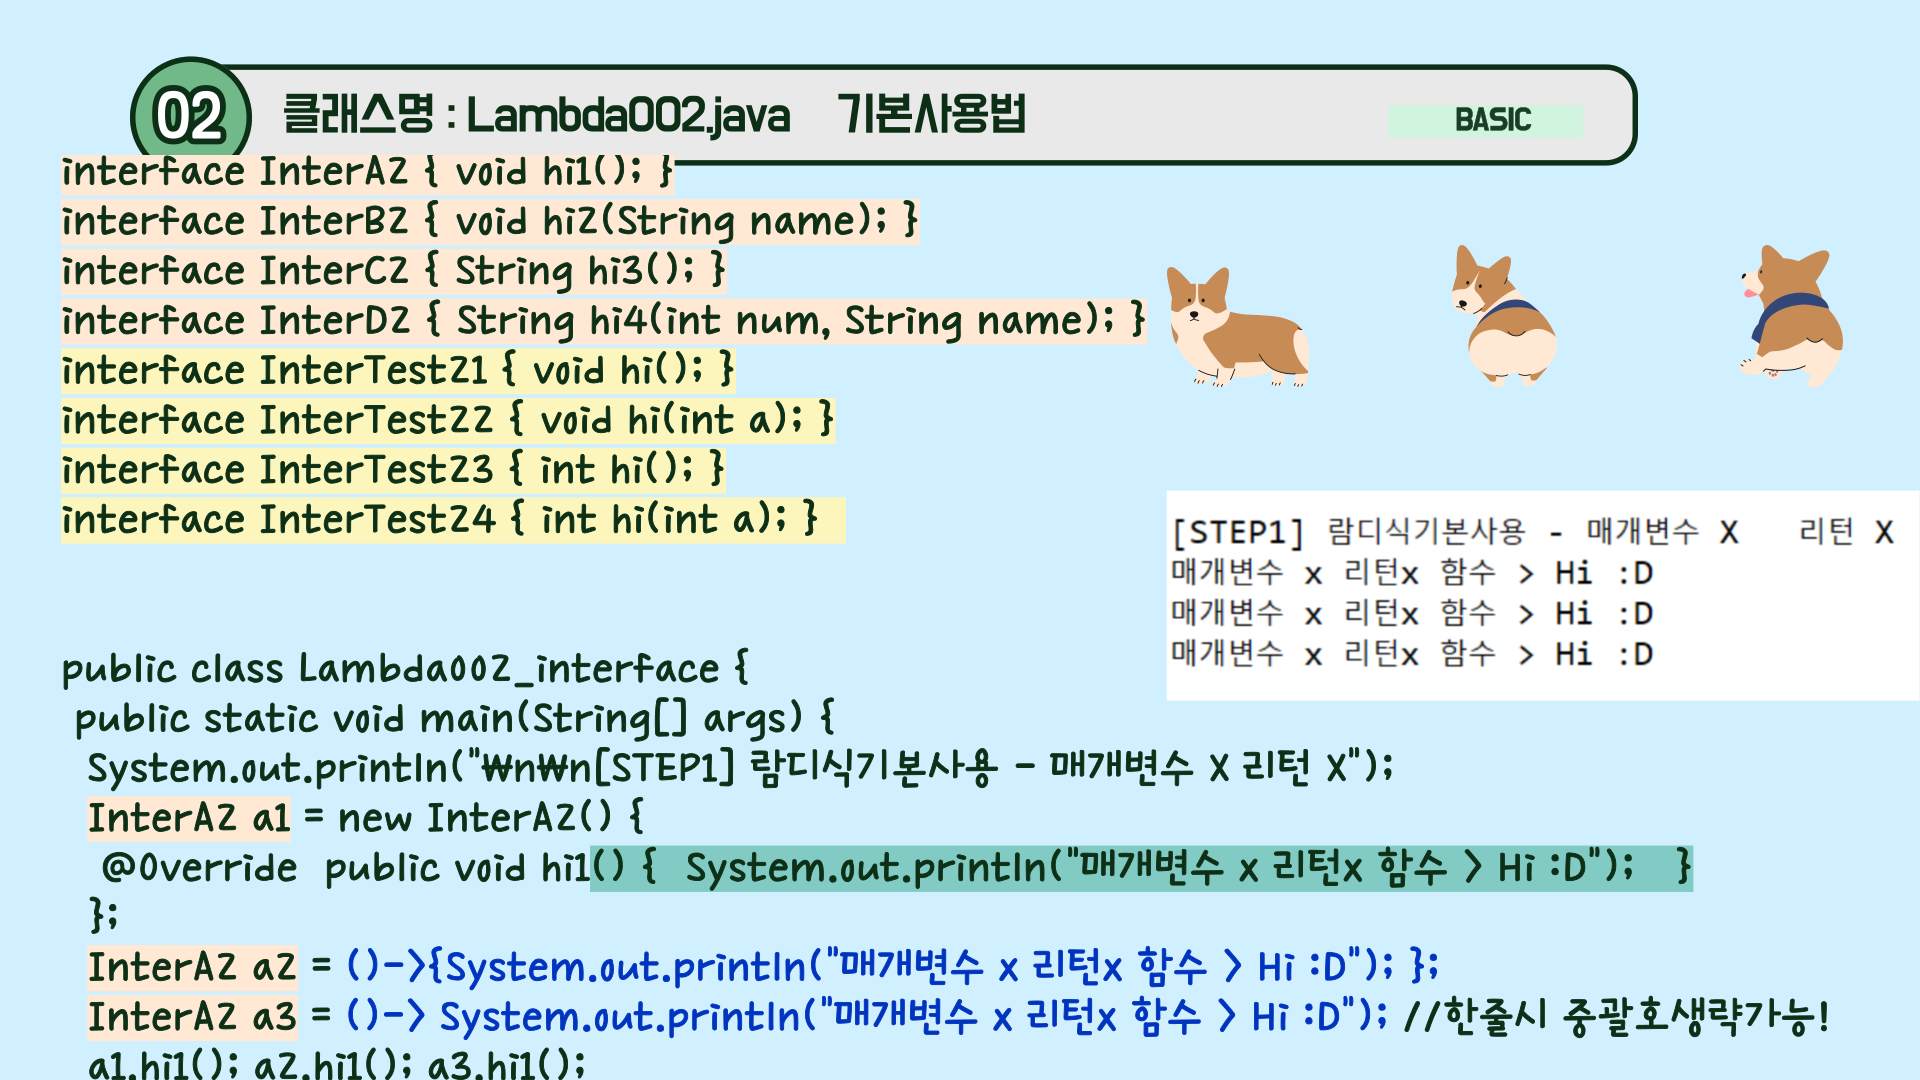 02
클래스명 : Lambda002.java 기본사용법
BASIC
interface InterA2 { void hi1(); }
interface InterB2 { void hi2(String name); }
interface InterC2 { String hi3(); }
interface InterD2 { String hi4(int num, String name); }
interface InterTest21 { void hi(); }
interface InterTest22 { void hi(int a); }
interface InterTest23 { int hi(); }
interface InterTest24 { int hi(int a); }
[STEP1] 람디식기본사용 - 매개변수 X 리턴 X
매개변수 x 리턴x 함수 > Hi :D
매개변수 x 리턴x 함수 > Hi :D
매개변수 x 리턴x 함수 > Hi :D
public class Lambda002_interface {
public static void main(String[] args) {
System.out.println("₩n₩n[STEP1] 람디식기본사용 - 매개변수 X 리턴 X");
InterA2 a1 = new InterA2() {
@Override public void hi1() { System.out.println("매개변수 x 리턴x 함수 > Hi :D"); }
};
InterA2 a2 = ()->{System.out.println("매개변수 x 리턴x 함수 > Hi :D"); };
InterA2 a3 = ()-> System.out.println("매개변수 x 리턴x 함수 > Hi :D"); //한줄시 중괄호생략가능!
a1.hi1(); a2.hi1(); a3.hi1();